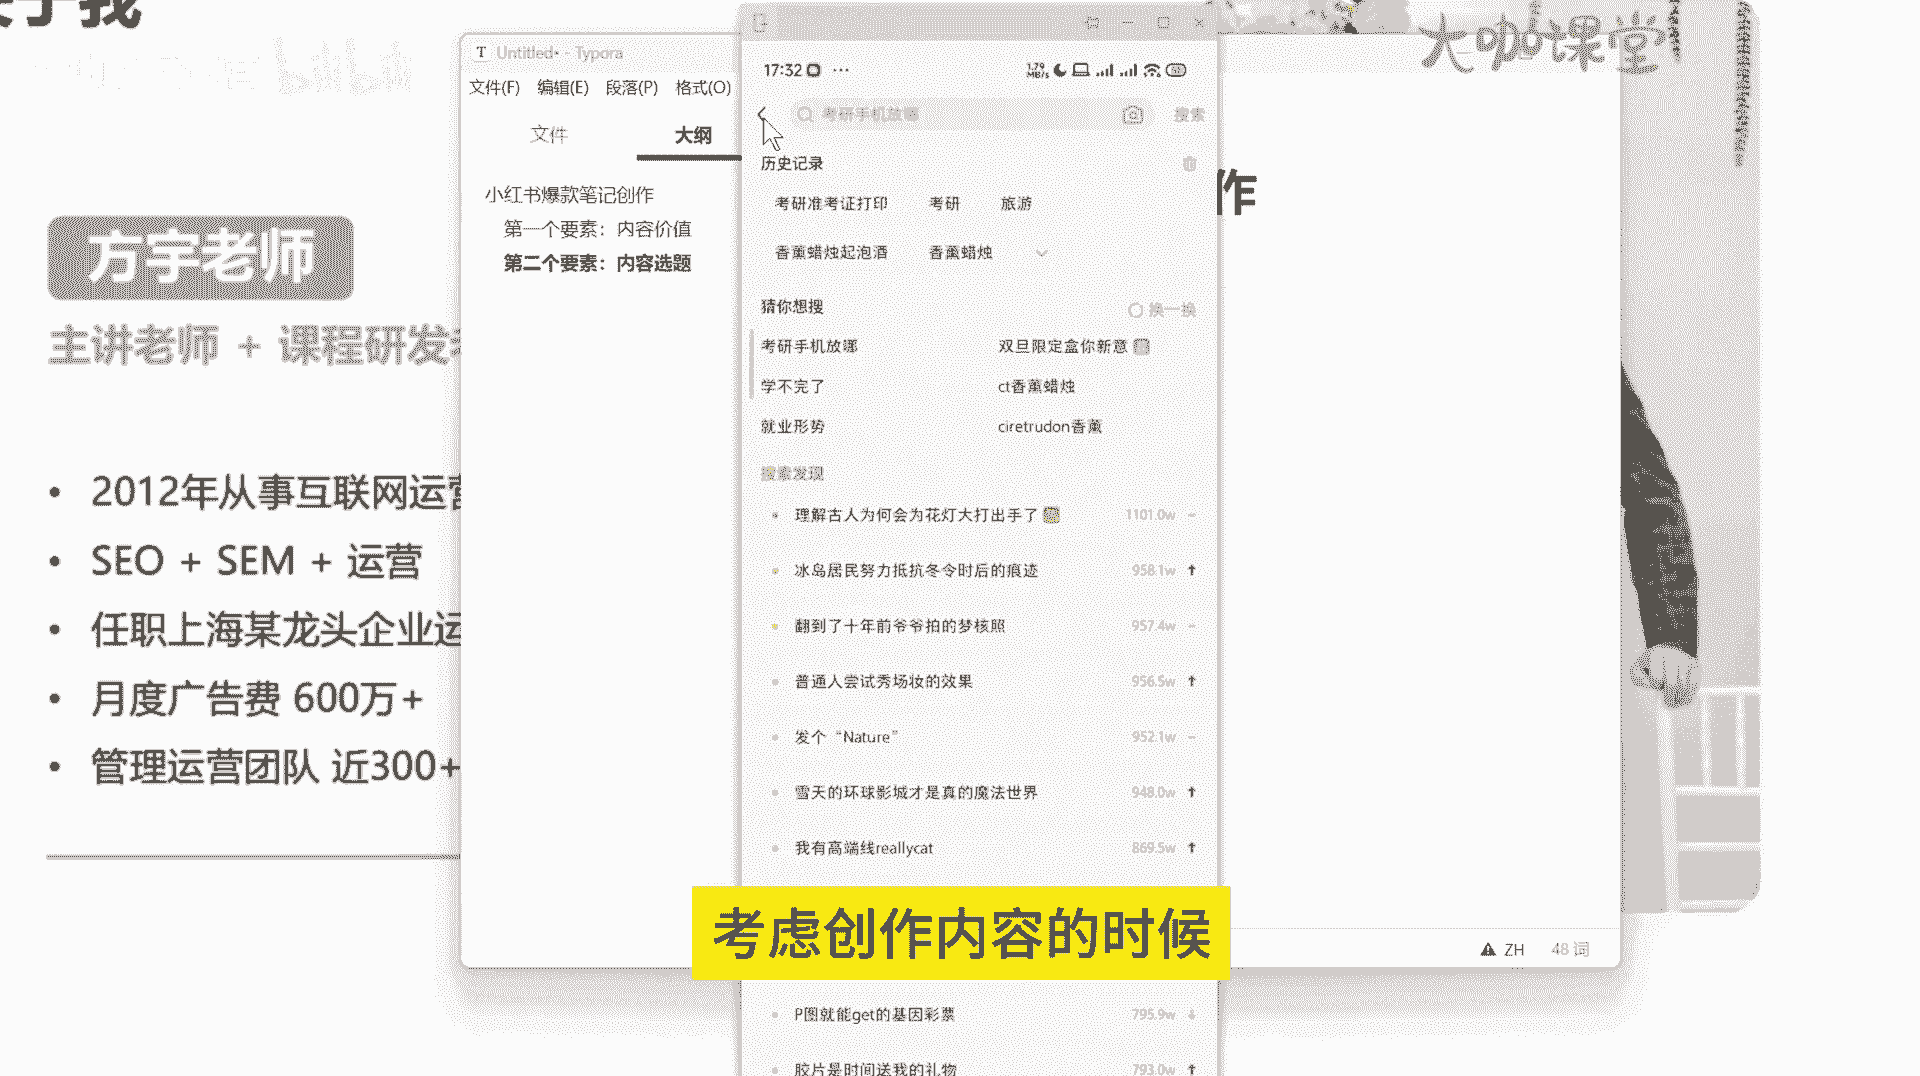 关于我
bilibili
大咖课堂
方宇老师
主讲老师 + 课程研发者
• 2012年从事互联网运营
• SEO + SEM + 运营
• 任职上海某龙头企业运
• 月度广告费 600万+
• 管理运营团队 近300+
Untitled• - Typora
文件(F) 编辑(E) 段落(P) 格式(O)
文件 大纲
小红书爆款笔记创作
第一个要素：内容价值
第二个要素：内容选题
作
17:32 ···
1.79 MB/s
考研手机放哪 搜索
历史记录
考研准考证打印 考研 旅游
香薰蜡烛起泡酒 香薰蜡烛
猜你想搜 换一换
考研手机放哪 双旦限定盒你新意
学不完了 ct香薰蜡烛
就业形势 ciretrudon香薰
搜索发现
理解古人为何会为花灯大打出手了 1101.0w
冰岛居民努力抵抗冬令时后的痕迹 958.1w
翻到了十年前爷爷拍的梦核照 957.4w
普通人尝试秀场妆的效果 956.5w
发个“Nature” 952.1w
雪天的环球影城才是真的魔法世界 948.0w
我有高端线reallycat 869.5w
考虑创作内容的时候
ZH 48 词
P图就能get的基因彩票 795.9w
胶片是时间送我的礼物 793.0w